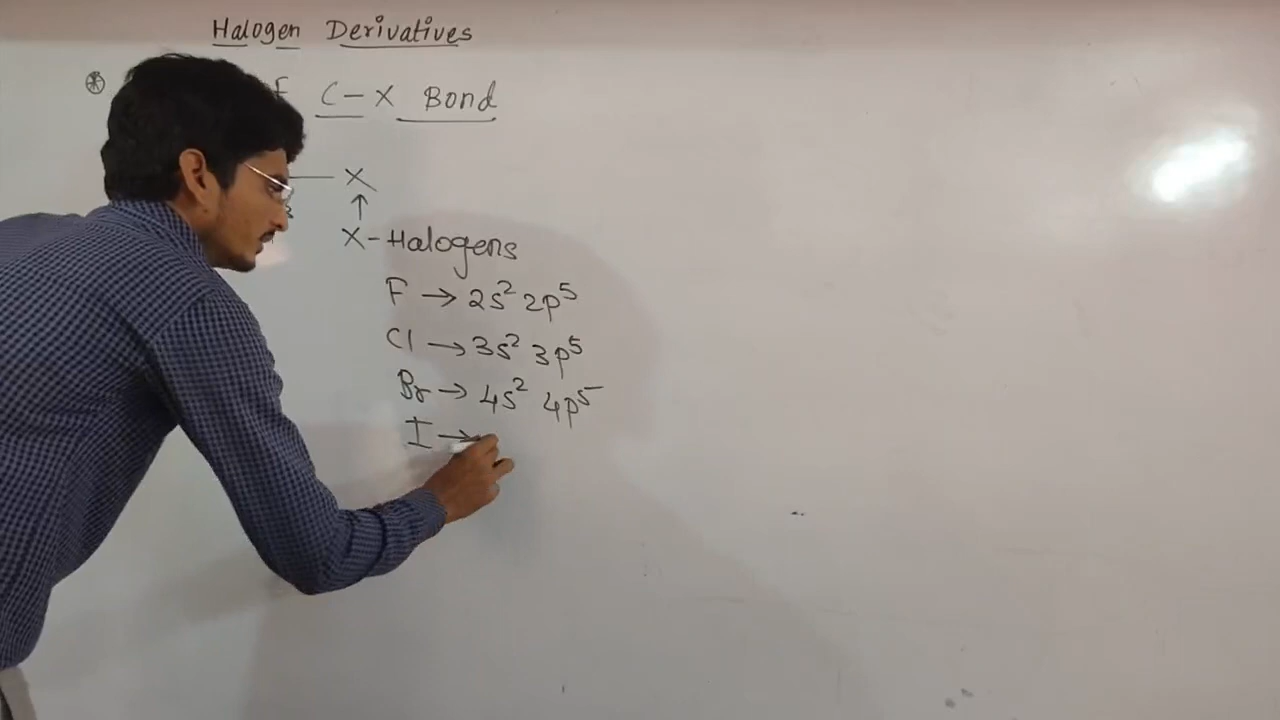 Halogen Derivatives
F C-X Bond
— X
↑
X-Halogens
F → 2s² 2p⁵
Cl → 3s² 3p⁵
Br → 4s² 4p⁵
I →